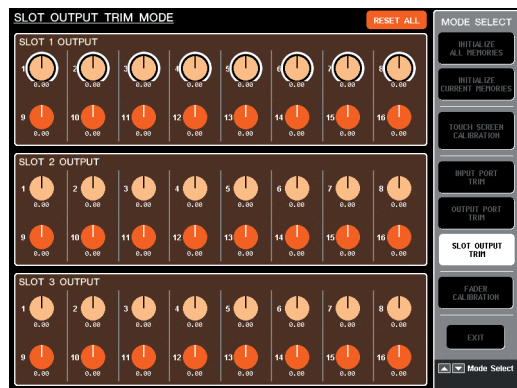 SLOT OUTPUT TRIM MODE
RESET ALL
SLOT 1 OUTPUT
1 2 3 4 5 6 7 8
0.00 0.00 0.00 0.00 0.00 0.00 0.00 0.00
9 10 11 12 13 14 15 16
0.00 0.00 0.00 0.00 0.00 0.00 0.00 0.00
SLOT 2 OUTPUT
1 2 3 4 5 6 7 8
0.00 0.00 0.00 0.00 0.00 0.00 0.00 0.00
9 10 11 12 13 14 15 16
0.00 0.00 0.00 0.00 0.00 0.00 0.00 0.00
SLOT 3 OUTPUT
1 2 3 4 5 6 7 8
0.00 0.00 0.00 0.00 0.00 0.00 0.00 0.00
9 10 11 12 13 14 15 16
0.00 0.00 0.00 0.00 0.00 0.00 0.00 0.00
MODE SELECT
INITIALIZE
ALL MEMORIES
INITIALIZE
CURRENT MEMORIES
TOUCH SCREEN
CALIBRATION
INPUT PORT
TRIM
OUTPUT PORT
TRIM
SLOT OUTPUT
TRIM
FADER
CALIBRATION
EXIT
Mode Select